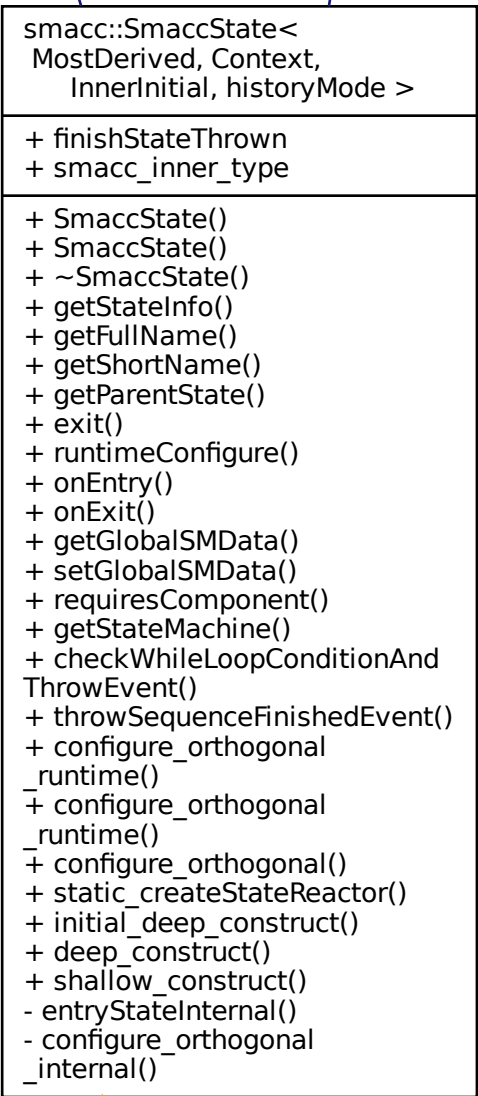 smacc::SmaccState<
MostDerived, Context,
InnerInitial, historyMode >
+ finishStateThrown
+ smacc_inner_type
+ SmaccState()
+ SmaccState()
+ ~SmaccState()
+ getStateInfo()
+ getFullName()
+ getShortName()
+ getParentState()
+ exit()
+ runtimeConfigure()
+ onEntry()
+ onExit()
+ getGlobalSMData()
+ setGlobalSMData()
+ requiresComponent()
+ getStateMachine()
+ checkWhileLoopConditionAnd
ThrowEvent()
+ throwSequenceFinishedEvent()
+ configure_orthogonal
_runtime()
+ configure_orthogonal
_runtime()
+ configure_orthogonal()
+ static_createStateReactor()
+ initial_deep_construct()
+ deep_construct()
+ shallow_construct()
- entryStateInternal()
- configure_orthogonal
_internal()